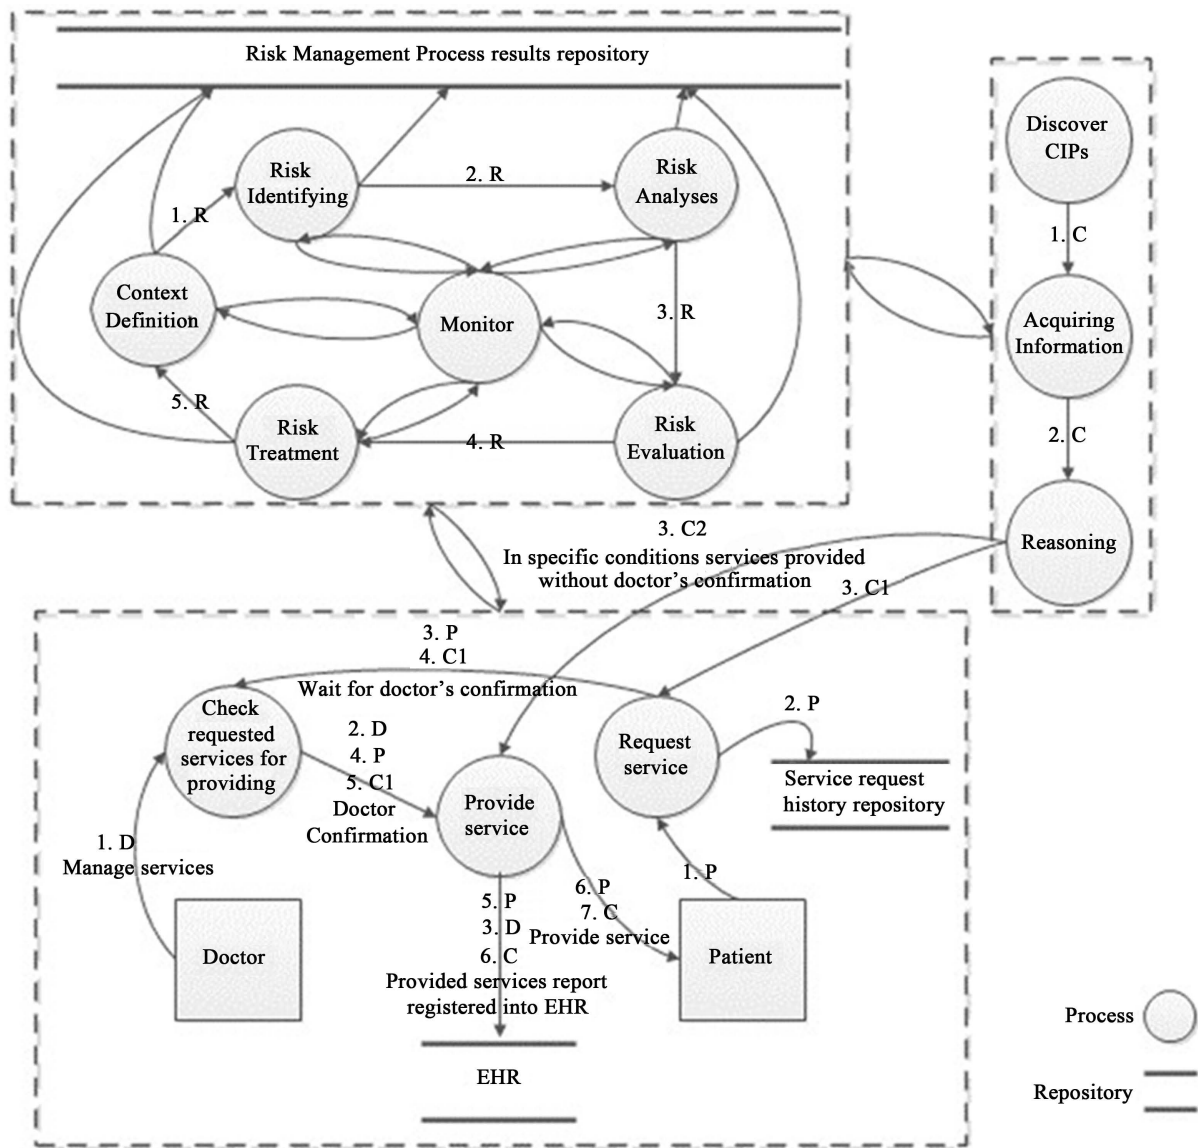 Risk Management Process results repository
Risk
Identifying
2. R
Risk
Analyses
1. R
Context
Definition
Monitor
3. R
5. R
Risk
Treatment
4. R
Risk
Evaluation
Discover
CIPs
1. C
Acquiring
Information
2. C
Reasoning
3. C2
In specific conditions services provided
without doctor's confirmation
3. C1
3. P
4. C1
Wait for doctor's confirmation
Check
requested
services for
providing
2. D
4. P
5. C1
Doctor
Confirmation
Provide
service
Request
service
2. P
Service request
history repository
1. D
Manage services
1. P
6. P
7. C
Provide service
5. P
3. D
6. C
Provided services report
registered into EHR
Doctor
Patient
EHR
Process
Repository